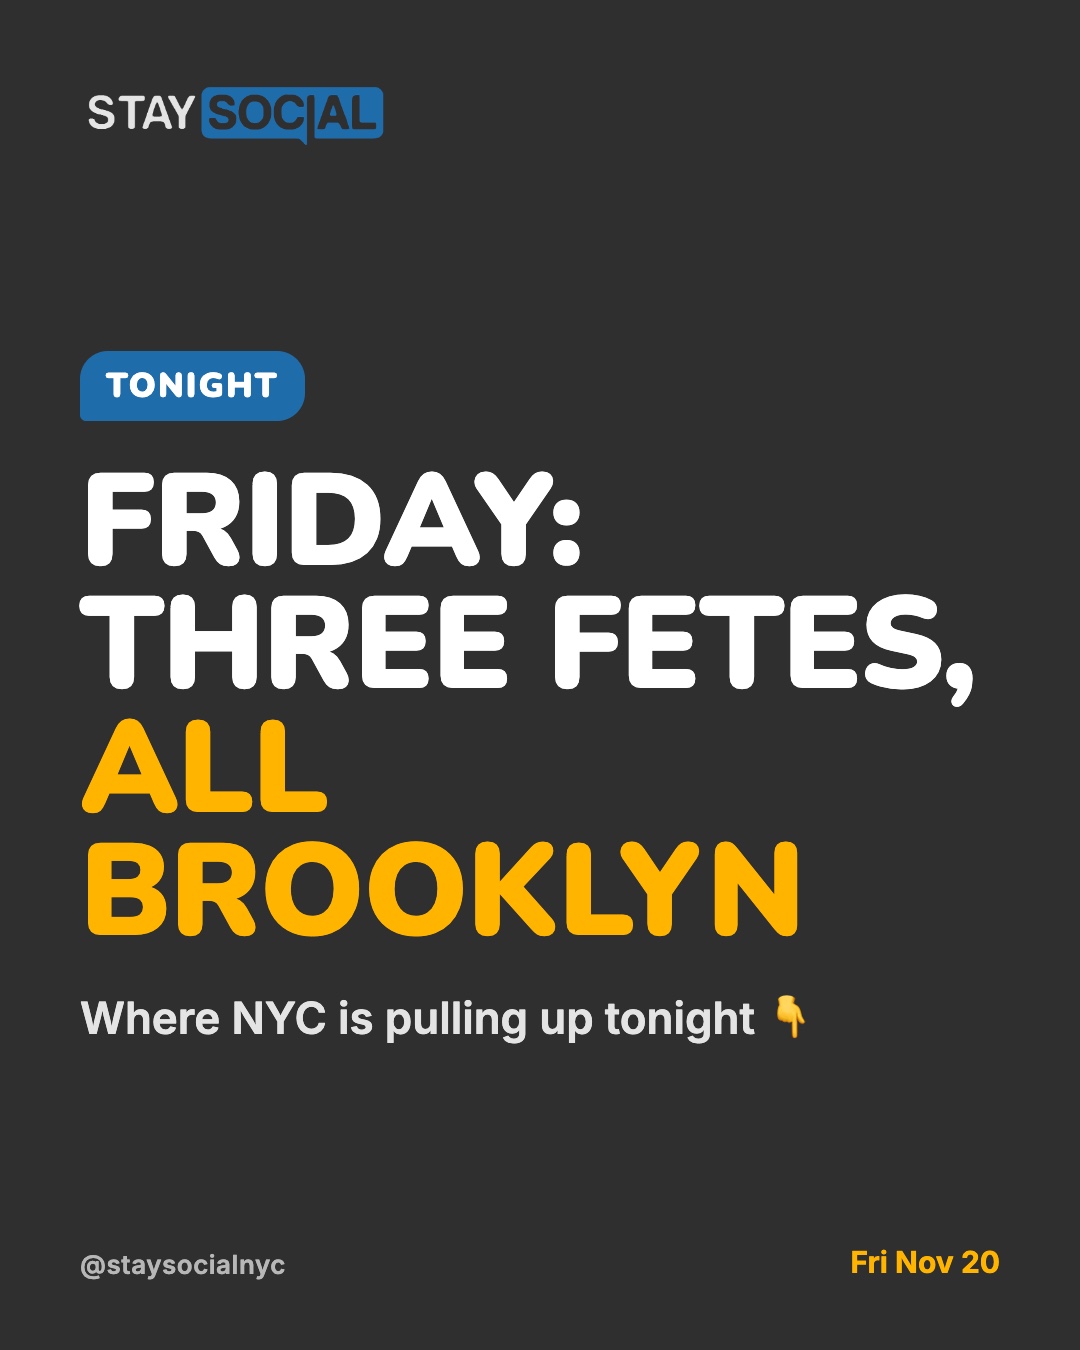 STAY SOCIAL
TONIGHT
FRIDAY:
THREE FETES,
ALL
BROOKLYN
Where NYC is pulling up tonight 👇
@staysocialnyc
Fri Nov 20